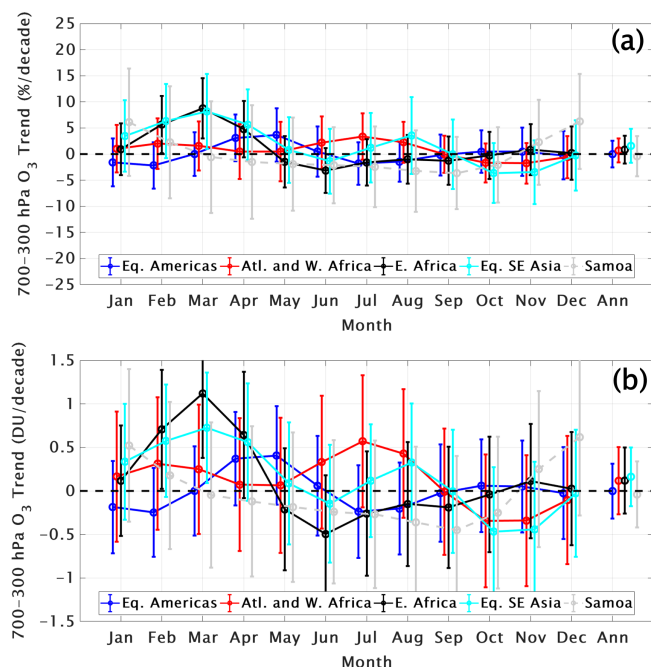 (a)
700-300 hPa O3 Trend (%/decade)
25
20
15
10
5
0
-5
-10
-15
-20
-25
Eq. Americas Atl. and W. Africa E. Africa Eq. SE Asia Samoa
Jan Feb Mar Apr May Jun Jul Aug Sep Oct Nov Dec Ann
Month
(b)
700-300 hPa O3 Trend (DU/decade)
1.5
1
0.5
0
-0.5
-1
-1.5
Eq. Americas Atl. and W. Africa E. Africa Eq. SE Asia Samoa
Jan Feb Mar Apr May Jun Jul Aug Sep Oct Nov Dec Ann
Month